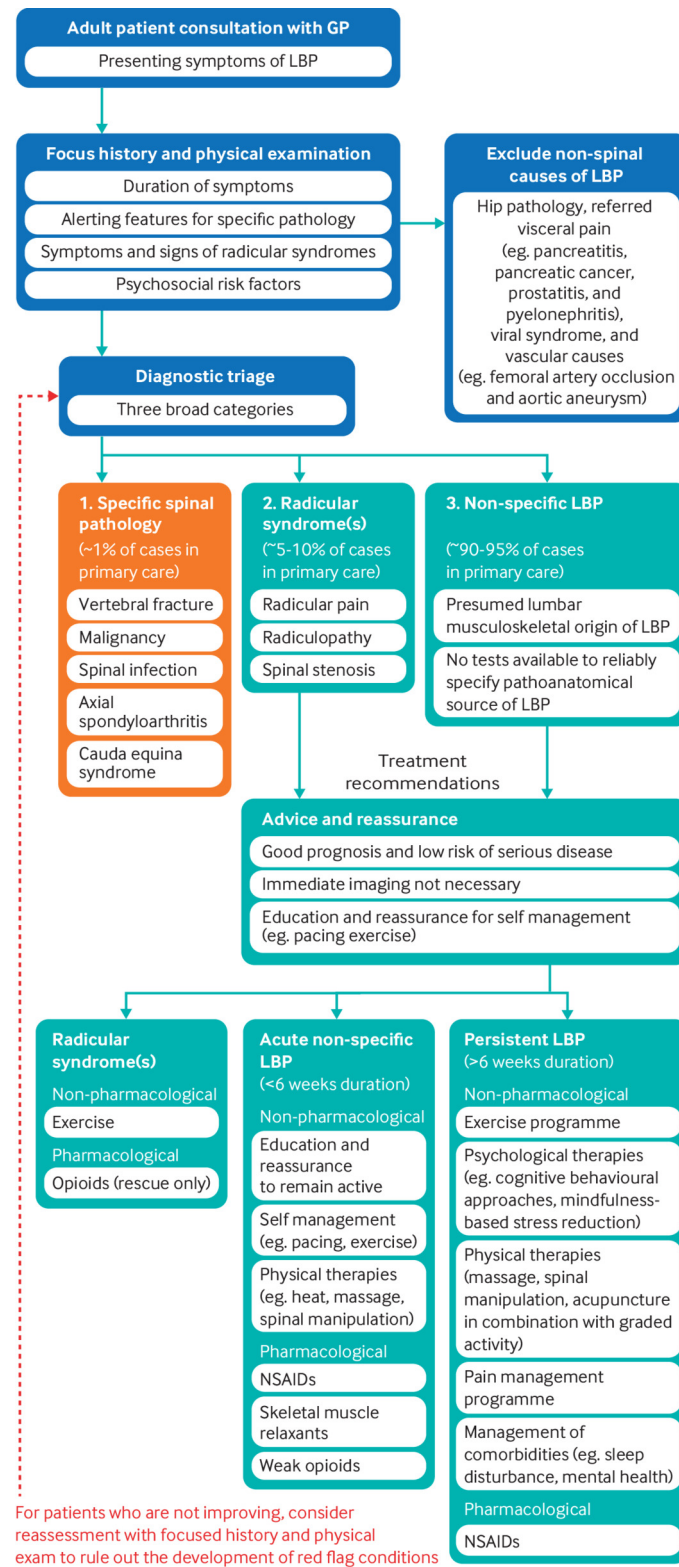 Adult patient consultation with GP
Presenting symptoms of LBP
Focus history and physical examination
Duration of symptoms
Alerting features for specific pathology
Symptoms and signs of radicular syndromes
Psychosocial risk factors
Exclude non-spinal
causes of LBP
Hip pathology, referred
visceral pain
(eg. pancreatitis,
pancreatic cancer,
prostatitis, and
pyelonephritis),
viral syndrome, and
vascular causes
(eg. femoral artery occlusion
and aortic aneurysm)
Diagnostic triage
Three broad categories
1. Specific spinal
pathology
(~1% of cases in
primary care)
Vertebral fracture
Malignancy
Spinal infection
Axial
spondyloarthritis
Cauda equina
syndrome
2. Radicular
syndrome(s)
(~5-10% of cases
in primary care)
Radicular pain
Radiculopathy
Spinal stenosis
3. Non-specific LBP
(~90-95% of cases
in primary care)
Presumed lumbar
musculoskeletal origin of LBP
No tests available to reliably
specify pathoanatomical
source of LBP
Treatment
recommendations
Advice and reassurance
Good prognosis and low risk of serious disease
Immediate imaging not necessary
Education and reassurance for self management
(eg. pacing exercise)
Radicular
syndrome(s)
Non-pharmacological
Exercise
Pharmacological
Opioids (rescue only)
Acute non-specific
LBP
(<6 weeks duration)
Non-pharmacological
Education and
reassurance
to remain active
Self management
(eg. pacing, exercise)
Physical therapies
(eg. heat, massage,
spinal manipulation)
Pharmacological
NSAIDs
Skeletal muscle
relaxants
Weak opioids
Persistent LBP
(>6 weeks duration)
Non-pharmacological
Exercise programme
Psychological therapies
(eg. cognitive behavioural
approaches, mindfulness-
based stress reduction)
Physical therapies
(massage, spinal
manipulation, acupuncture
in combination with graded
activity)
Pain management
programme
Management of
comorbidities (eg. sleep
disturbance, mental health)
Pharmacological
NSAIDs
For patients who are not improving, consider
reassessment with focused history and physical
exam to rule out the development of red flag conditions